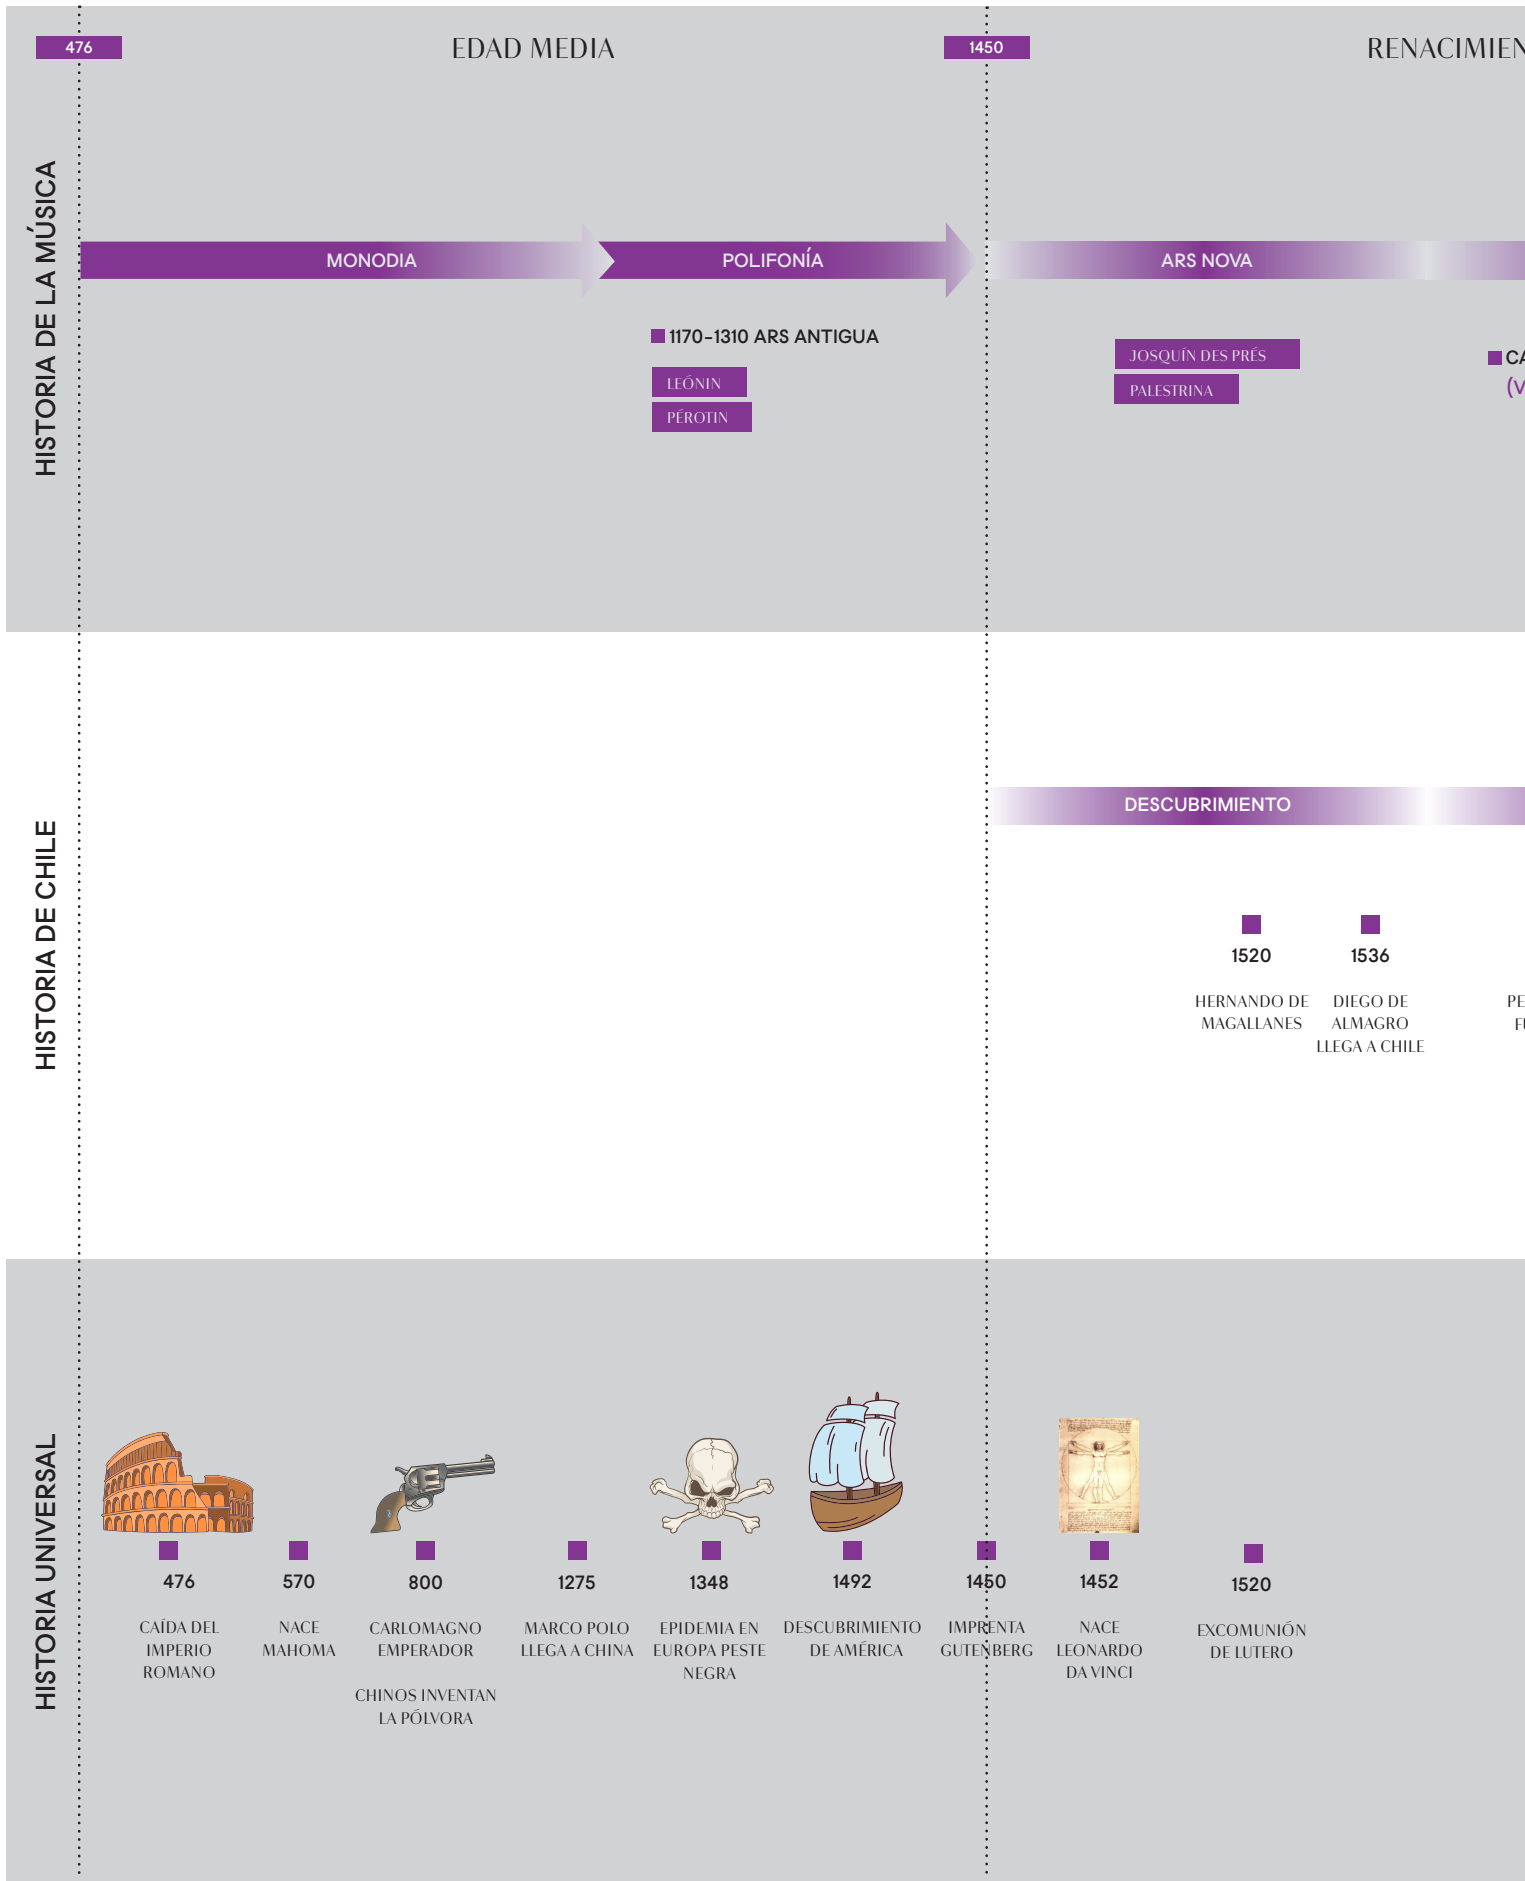 476
EDAD MEDIA
1450
RENACIMIEN
HISTORIA DE LA MÚSICA
MONODIA
POLIFONÍA
ARS NOVA
1170-1310 ARS ANTIGUA
LEÓNIN
PÉROTIN
JOSQUÍN DES PRÉS
PALESTRINA
CA
(V
HISTORIA DE CHILE
DESCUBRIMIENTO
1520
HERNANDO DE
MAGALLANES
1536
DIEGO DE
ALMAGRO
LLEGA A CHILE
PE
FU
HISTORIA UNIVERSAL
476
CAÍDA DEL
IMPERIO
ROMANO
570
NACE
MAHOMA
800
CARLOMAGNO
EMPERADOR
CHINOS INVENTAN
LA PÓLVORA
1275
MARCO POLO
LLEGA A CHINA
1348
EPIDEMIA EN
EUROPA PESTE
NEGRA
1492
DESCUBRIMIENTO
DE AMÉRICA
1450
IMPRENTA
GUTENBERG
1452
NACE
LEONARDO
DA VINCI
1520
EXCOMUNIÓN
DE LUTERO